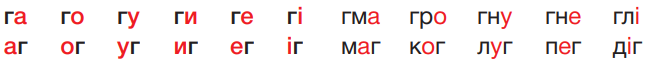 га го гу ги ге гі гма гро гну гне глі
аг ог уг иг ег іг маг ког луг пег діг